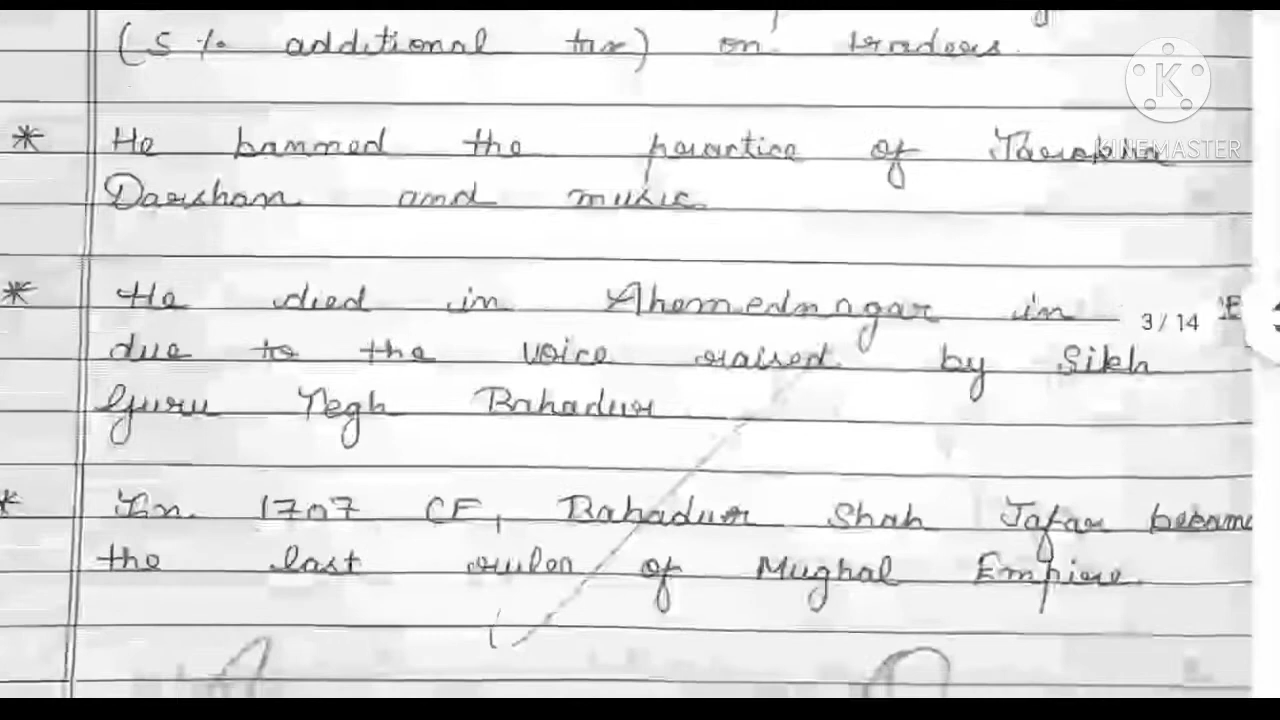 (5 % additional tax) on traders.
* He banned the practice of
KINEMASTER
Darshan and music.
* He died in Ahemednagar in E
3 / 14
due to the voice raised by Sikh
Guru Tegh Bahadur
* In 1707 CE, Bahadur Shah Jafar became
the last ruler of Mughal Empire.